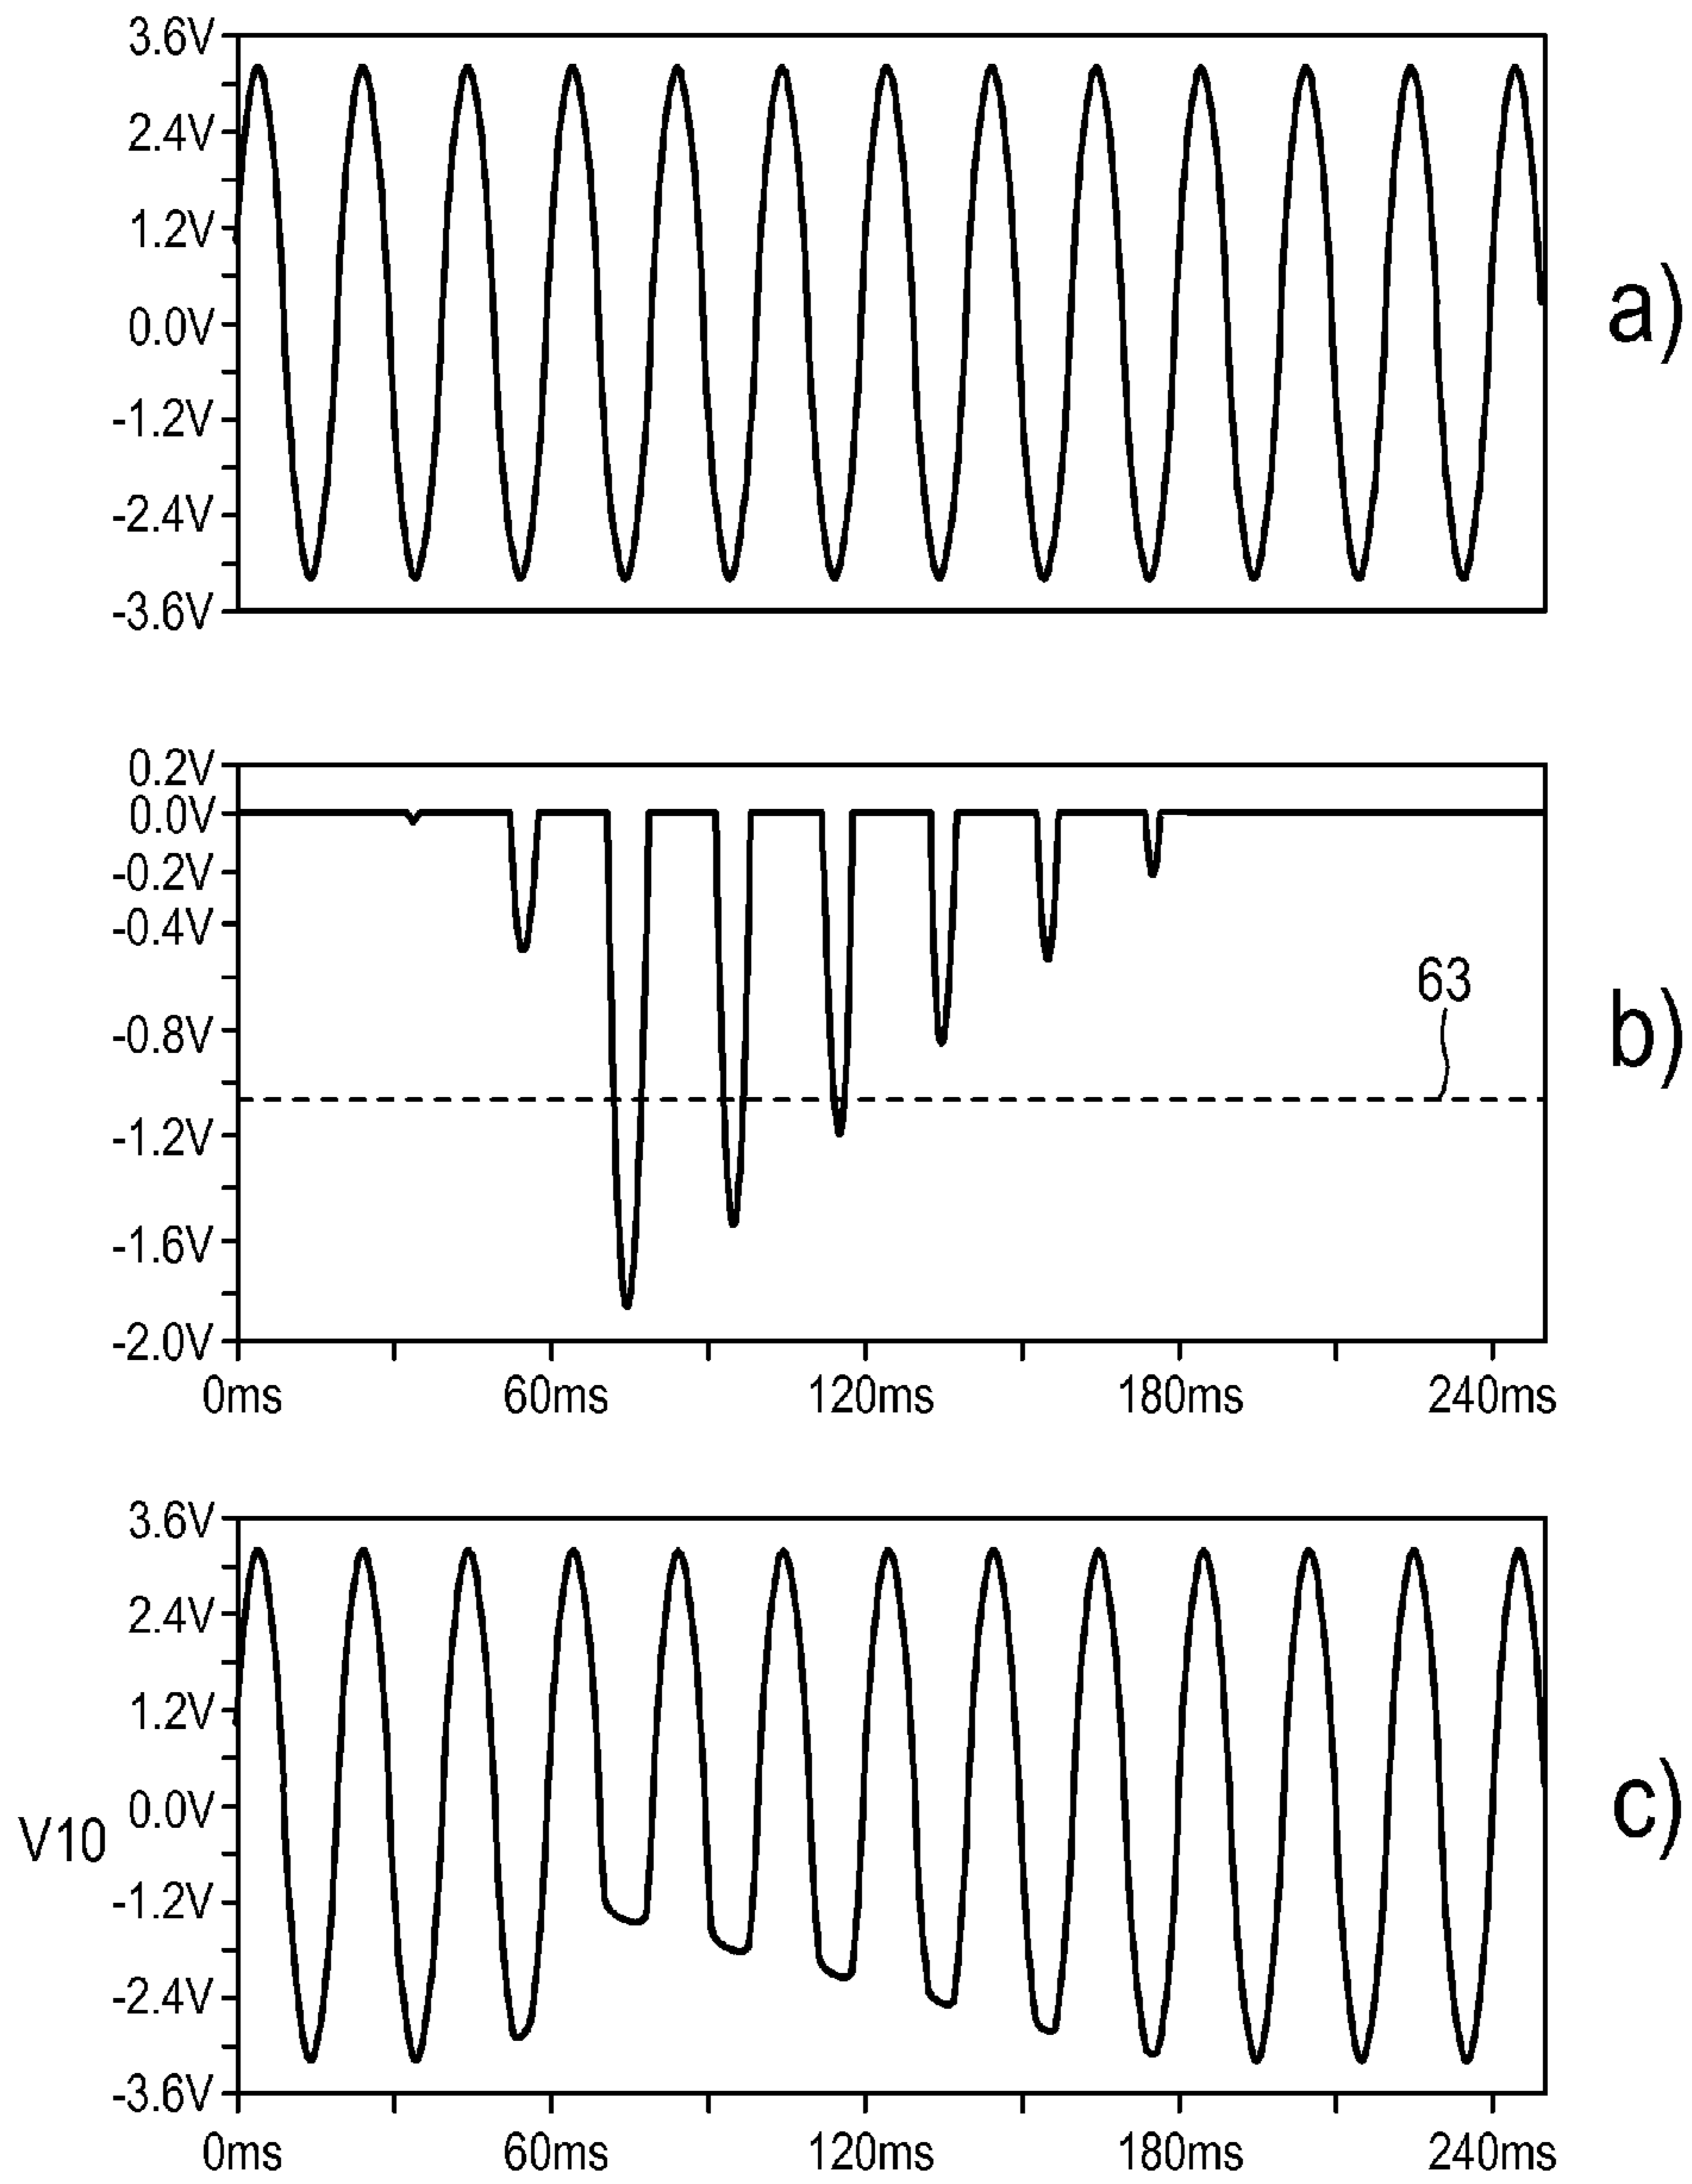 3.6V
2.4V
1.2V
0.0V
-1.2V
-2.4V
-3.6V
a)
0.2V
0.0V
-0.2V
-0.4V
-0.8V
-1.2V
-1.6V
-2.0V
63
b)
0ms 60ms 120ms 180ms 240ms
3.6V
2.4V
1.2V
0.0V
V10
-1.2V
-2.4V
-3.6V
c)
0ms 60ms 120ms 180ms 240ms